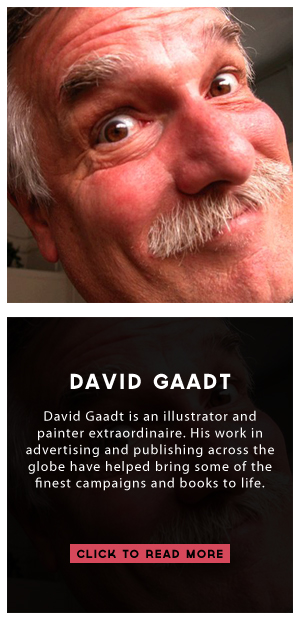 DAVID GAADT
David Gaadt is an illustrator and
painter extraordinaire. His work in
advertising and publishing across the
globe have helped bring some of the
finest campaigns and books to life.
CLICK TO READ MORE